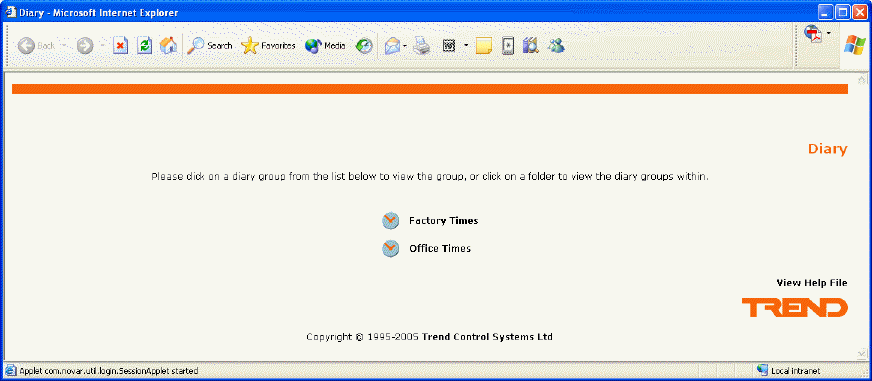 Diary - Microsoft Internet Explorer
Back
Search
Favorites
Media
Diary
Please click on a diary group from the list below to view the group, or click on a folder to view the diary groups within.
Factory Times
Office Times
View Help File
TREND
Copyright © 1995-2005 Trend Control Systems Ltd
Applet com.novar.util.login.SessionApplet started
Local intranet